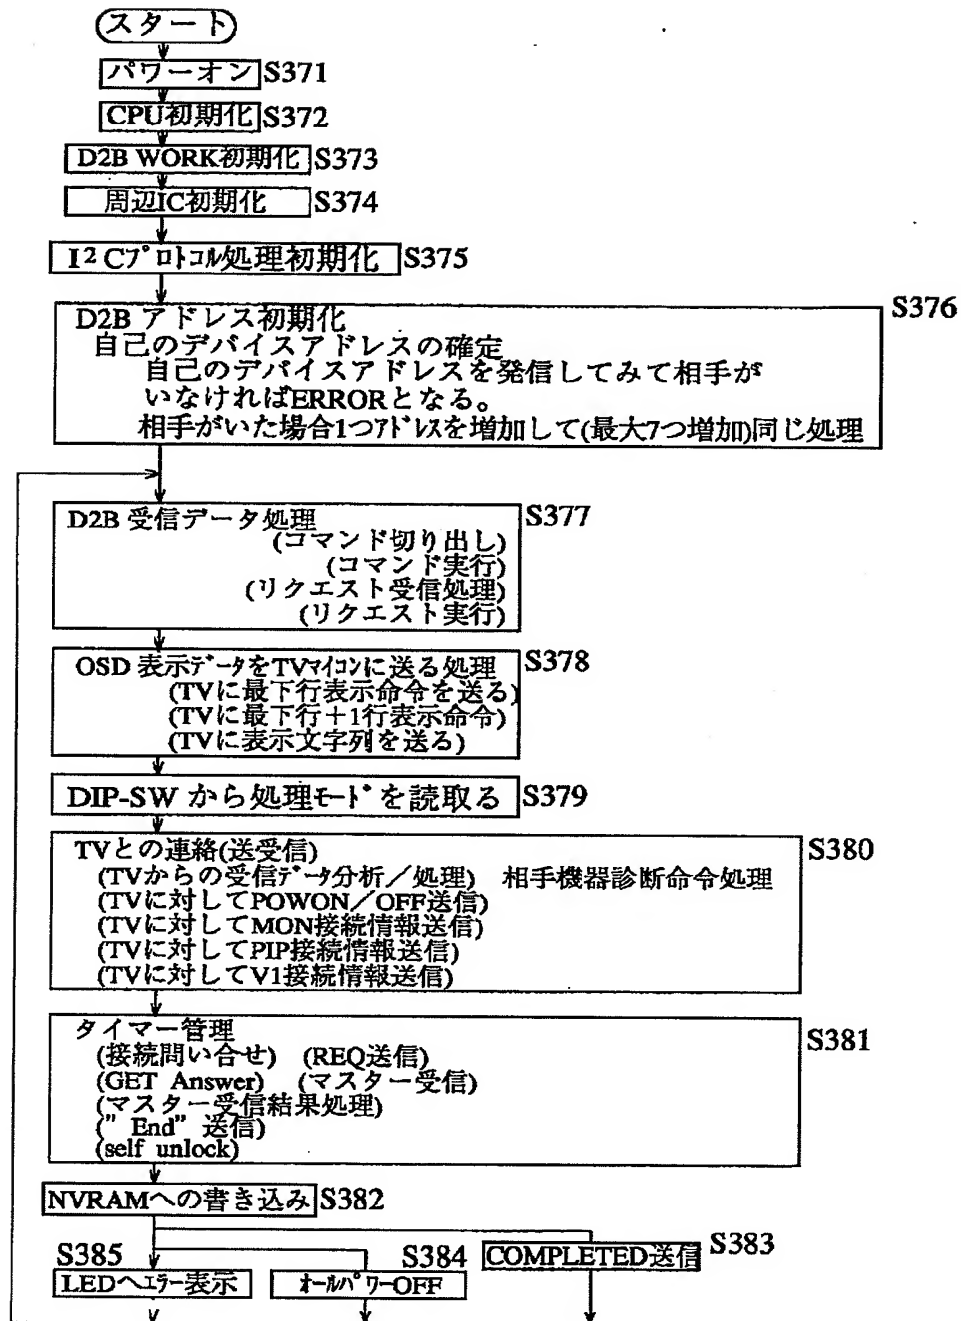 スタート
パワーオン S371
CPU初期化 S372
D2B WORK初期化 S373
周辺IC初期化 S374
I²Cプロトコル処理初期化 S375
S376
D2B アドレス初期化
自己のデバイスアドレスの確定
自己のデバイスアドレスを発信してみて相手が
いなければERRORとなる。
相手がいた場合1つアドレスを増加して(最大7つ増加)同じ処理
D2B 受信データ処理 S377
(コマンド切り出し)
(コマンド実行)
(リクエスト受信処理)
(リクエスト実行)
OSD 表示データをTVマイコンに送る処理 S378
(TVに最下行表示命令を送る)
(TVに最下行+1行表示命令)
(TVに表示文字列を送る)
DIP-SW から処理モードを読取る S379
TVとの連絡(送受信) S380
(TVからの受信データ分析/処理) 相手機器診断命令処理
(TVに対してPOWON/OFF送信)
(TVに対してMON接続情報送信)
(TVに対してPIP接続情報送信)
(TVに対してV1接続情報送信)
タイマー管理 S381
(接続問い合せ) (REQ送信)
(GET Answer) (マスター受信)
(マスター受信結果処理)
(" End" 送信)
(self unlock)
NVRAMへの書き込み S382
S385 S384 COMPLETED送信 S383
LEDへエラー表示 オールパワーOFF